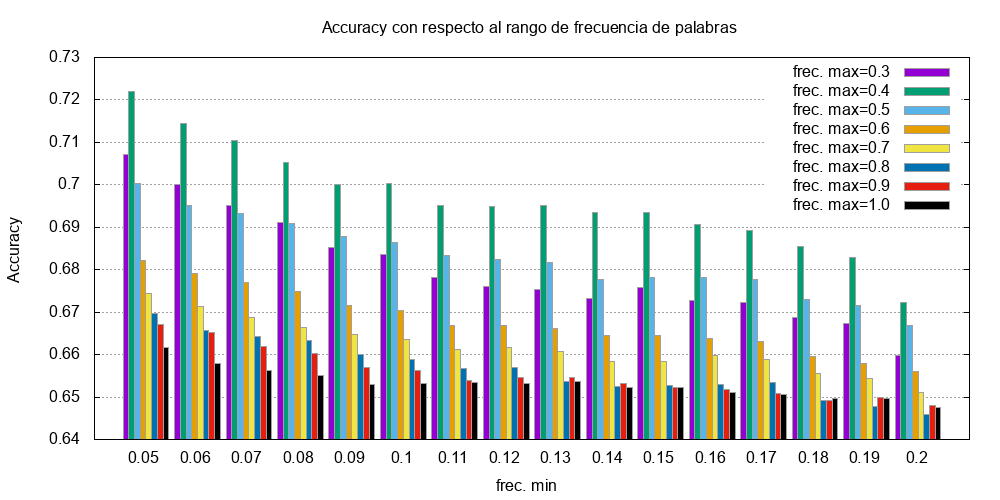 Accuracy con respecto al rango de frecuencia de palabras
0.73
0.72
0.71
0.7
0.69
0.68
0.67
0.66
0.65
0.64
Accuracy
frec. max=0.3
frec. max=0.4
frec. max=0.5
frec. max=0.6
frec. max=0.7
frec. max=0.8
frec. max=0.9
frec. max=1.0
0.05 0.06 0.07 0.08 0.09 0.1 0.11 0.12 0.13 0.14 0.15 0.16 0.17 0.18 0.19 0.2
frec. min